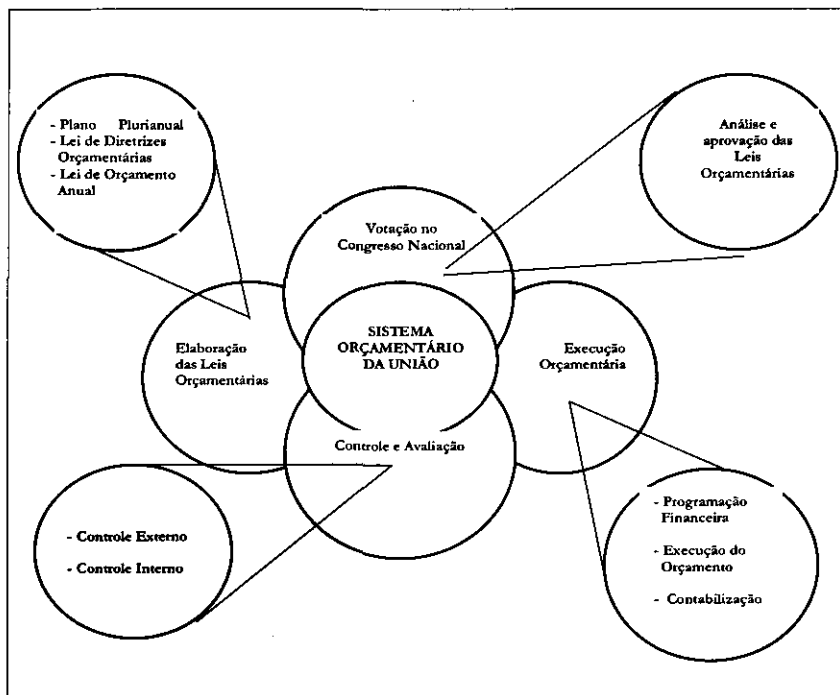 - Plano Plurianual
- Lei de Diretrizes
Orçamentárias
- Lei de Orçamento
Anual
Análise e
aprovação das
Leis
Orçamentárias
Votação no
Congresso Nacional
SISTEMA
ORÇAMENTÁRIO
DA UNIÃO
Elaboração
das Leis
Orçamentárias
Execução
Orçamentária
Controle e Avaliação
- Controle Externo
- Controle Interno
- Programação
Financeira
- Execução do
Orçamento
- Contabilização